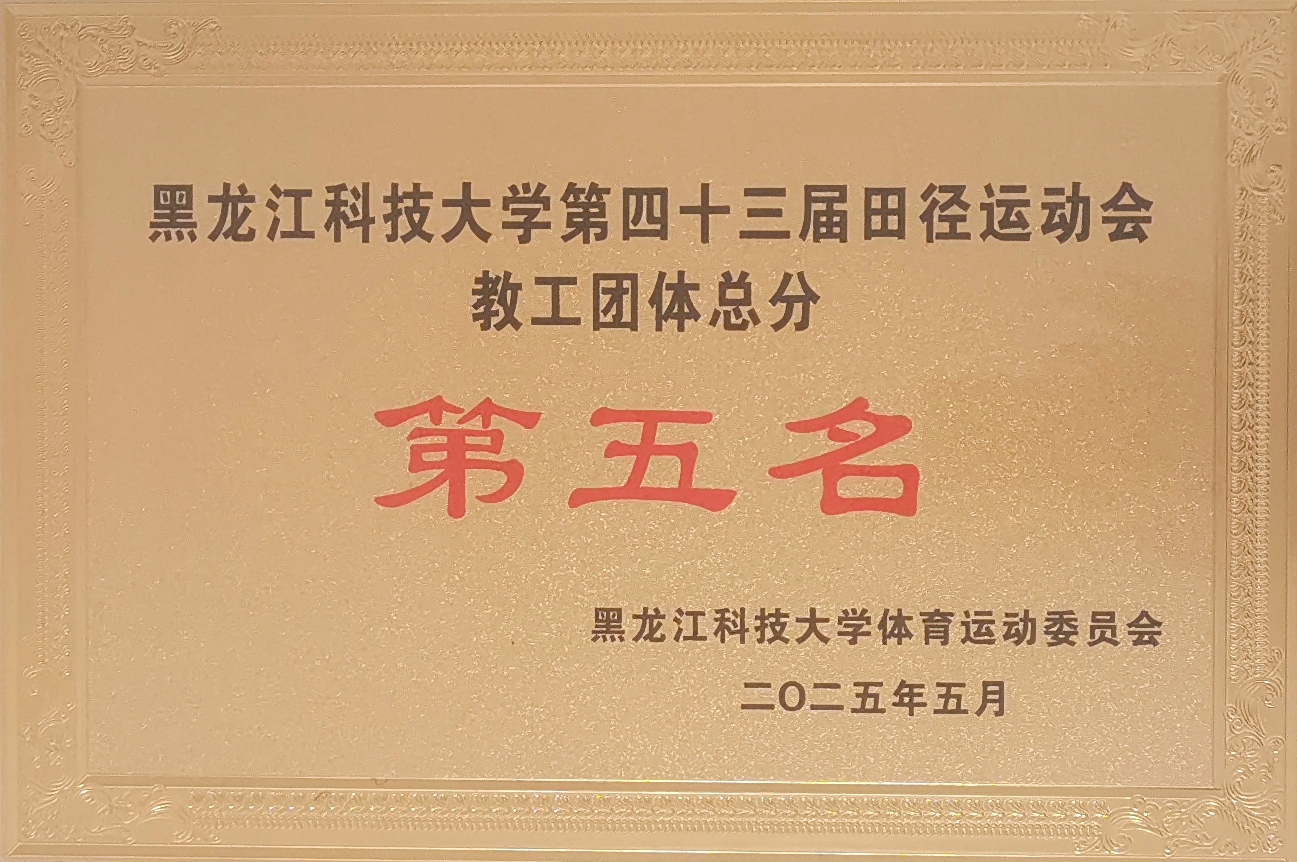 黑龙江科技大学第四十三届田径运动会
教工团体总分
第五名
黑龙江科技大学体育运动委员会
二〇二五年五月